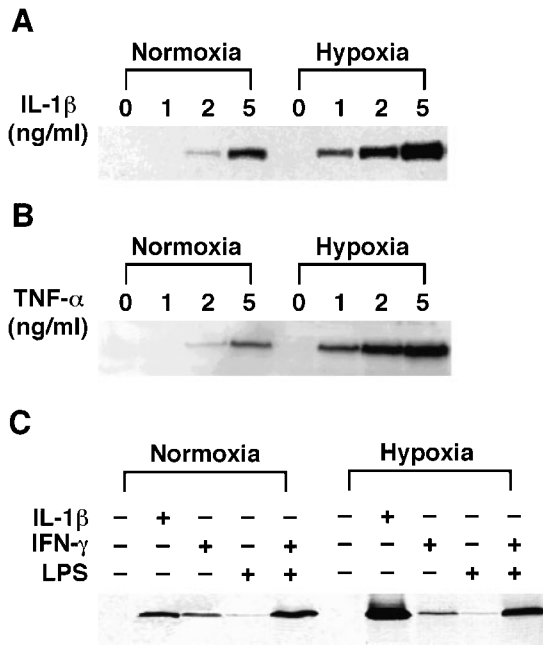 A
Normoxia Hypoxia
IL-1β 0 1 2 5 0 1 2 5
(ng/ml)
B
Normoxia Hypoxia
TNF-α 0 1 2 5 0 1 2 5
(ng/ml)
C
Normoxia Hypoxia
IL-1β – + – – – – + – – –
IFN-γ – – + – + – – + – +
LPS – – – + + – – – + +